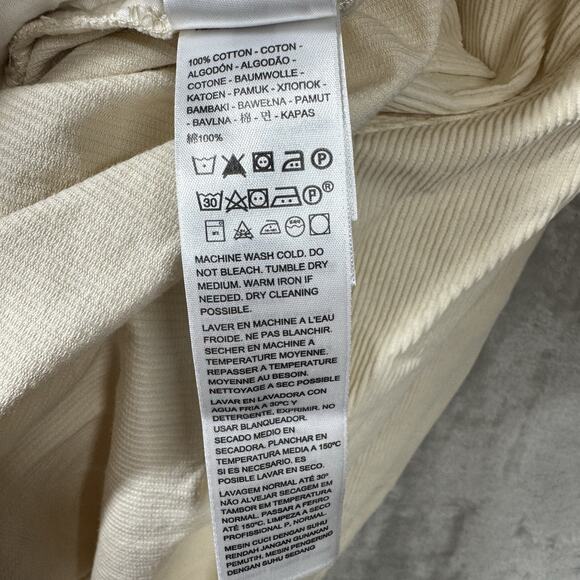 100% COTTON - COTON -
ALGODÓN - ALGODÃO -
COTONE - BAUMWOLLE -
KATOEN - PAMUK - ХЛОПОК -
BAMBAKI - BAWEŁNA - PAMUT
- BAVLNA - 棉 - 면 - KAPAS
綿100%
P
30 P®
MACHINE WASH COLD. DO
NOT BLEACH. TUMBLE DRY
MEDIUM. WARM IRON IF
NEEDED. DRY CLEANING
POSSIBLE.
LAVER EN MACHINE A L'EAU
FROIDE. NE PAS BLANCHIR.
SECHER EN MACHINE A
TEMPERATURE MOYENNE.
REPASSER A TEMPERATURE
MOYENNE AU BESOIN.
NETTOYAGE A SEC POSSIBLE
LAVAR EN LAVADORA CON
AGUA FRIA A 30ºC Y
DETERGENTE, EXPRIMIR. NO
USAR BLANQUEADOR.
SECADO MEDIO EN
SECADORA. PLANCHAR EN
TEMPERATURA MEDIA A 150ºC
SI ES NECESARIO. ES
POSIBLE LAVAR EN SECO.
LAVAGEM NORMAL ATÉ 30°
NÃO ALVEJAR SECAGEM EM
TAMBOR EM TEMPERATURA
NORMAL. PASSAR A FERRO
ATÉ 150ºC. LIMPEZA A SECO
PROFISSIONAL P, NORMAL.
MESIN CUCI DENGAN SUHU
RENDAH JANGAN GUNAKAN
PEMUTIH. MESIN PENGERING
DENGAN SUHU SEDANG